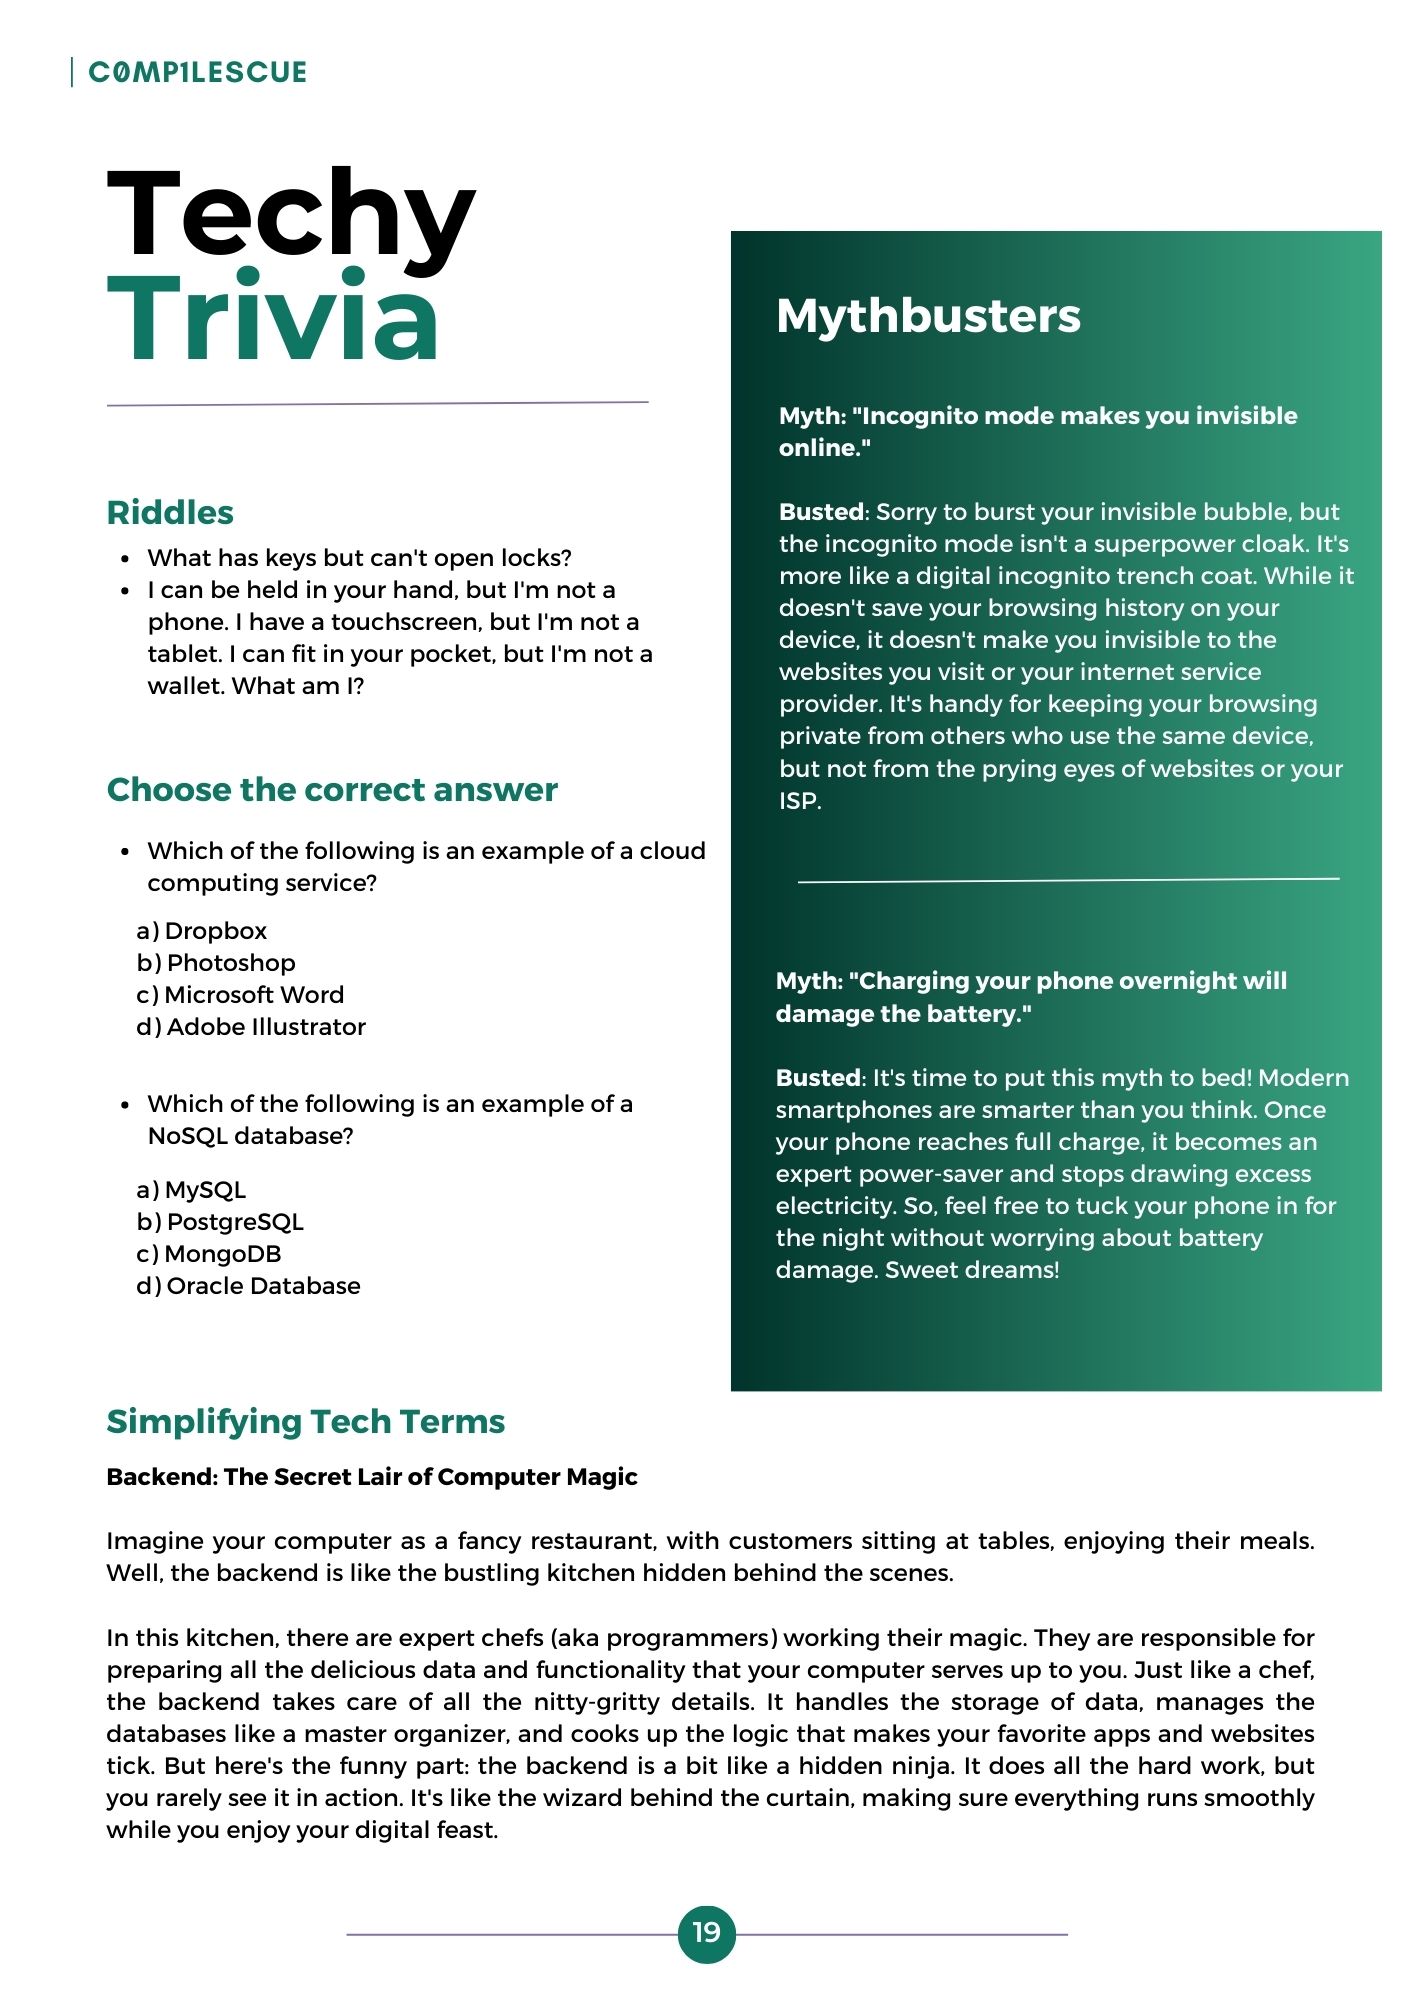 C0MP1LESCUE
Techy
Trivia
Riddles
• What has keys but can't open locks?
• I can be held in your hand, but I'm not a
phone. I have a touchscreen, but I'm not a
tablet. I can fit in your pocket, but I'm not a
wallet. What am I?
Choose the correct answer
• Which of the following is an example of a cloud
computing service?
a) Dropbox
b) Photoshop
c) Microsoft Word
d) Adobe Illustrator
• Which of the following is an example of a
NoSQL database?
a) MySQL
b) PostgreSQL
c) MongoDB
d) Oracle Database
Mythbusters
Myth: "Incognito mode makes you invisible
online."
Busted: Sorry to burst your invisible bubble, but
the incognito mode isn't a superpower cloak. It's
more like a digital incognito trench coat. While it
doesn't save your browsing history on your
device, it doesn't make you invisible to the
websites you visit or your internet service
provider. It's handy for keeping your browsing
private from others who use the same device,
but not from the prying eyes of websites or your
ISP.
Myth: "Charging your phone overnight will
damage the battery."
Busted: It's time to put this myth to bed! Modern
smartphones are smarter than you think. Once
your phone reaches full charge, it becomes an
expert power-saver and stops drawing excess
electricity. So, feel free to tuck your phone in for
the night without worrying about battery
damage. Sweet dreams!
Simplifying Tech Terms
Backend: The Secret Lair of Computer Magic
Imagine your computer as a fancy restaurant, with customers sitting at tables, enjoying their meals.
Well, the backend is like the bustling kitchen hidden behind the scenes.
In this kitchen, there are expert chefs (aka programmers) working their magic. They are responsible for
preparing all the delicious data and functionality that your computer serves up to you. Just like a chef,
the backend takes care of all the nitty-gritty details. It handles the storage of data, manages the
databases like a master organizer, and cooks up the logic that makes your favorite apps and websites
tick. But here's the funny part: the backend is a bit like a hidden ninja. It does all the hard work, but
you rarely see it in action. It's like the wizard behind the curtain, making sure everything runs smoothly
while you enjoy your digital feast.
19